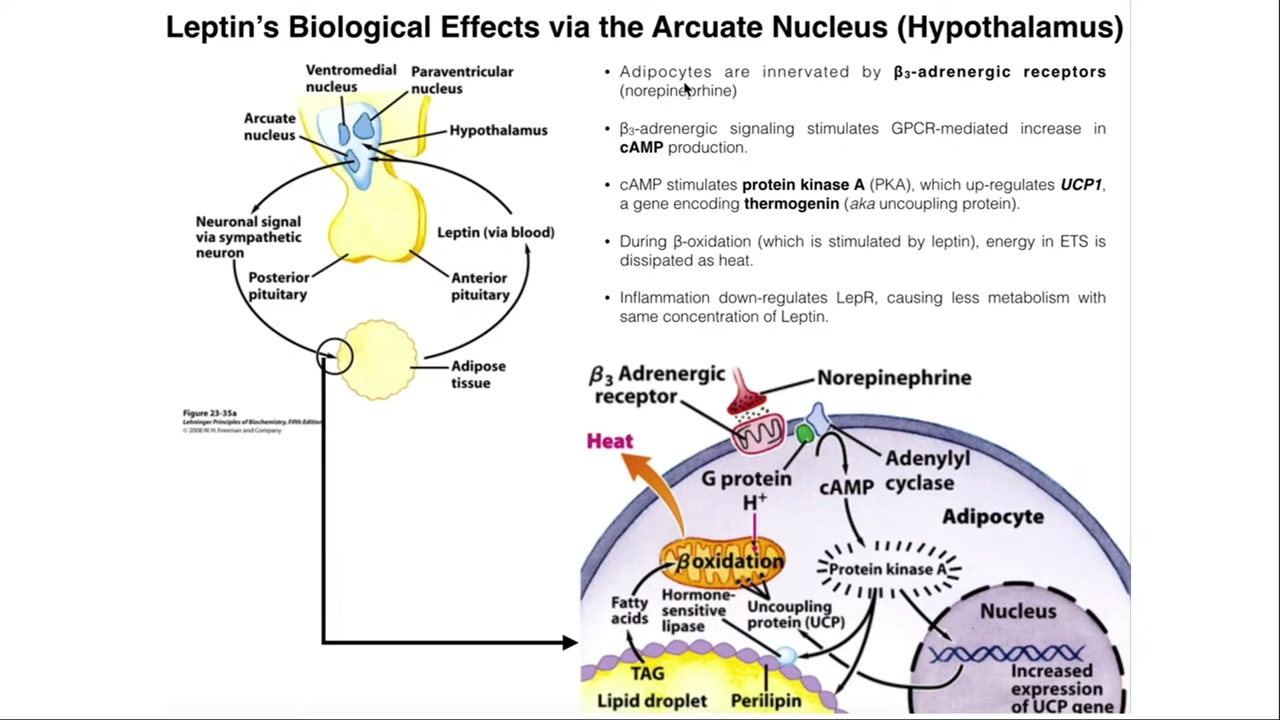 Leptin's Biological Effects via the Arcuate Nucleus (Hypothalamus)
Ventromedial
nucleus
Paraventricular
nucleus
Arcuate
nucleus
Hypothalamus
Neuronal signal
via sympathetic
neuron
Leptin (via blood)
Posterior
pituitary
Anterior
pituitary
Adipose
tissue
Figure 23-35a
Lehninger Principles of Biochemistry, Fifth Edition
© 2008 W. H. Freeman and Company
• Adipocytes are innervated by β₃-adrenergic receptors
(norepinephrine)
• β₃-adrenergic signaling stimulates GPCR-mediated increase in
cAMP production.
• cAMP stimulates protein kinase A (PKA), which up-regulates UCP1,
a gene encoding thermogenin (aka uncoupling protein).
• During β-oxidation (which is stimulated by leptin), energy in ETS is
dissipated as heat.
• Inflammation down-regulates LepR, causing less metabolism with
same concentration of Leptin.
β₃ Adrenergic
receptor
Norepinephrine
Heat
G protein
Adenylyl
cyclase
cAMP
H⁺
Adipocyte
β oxidation
Protein kinase A
Fatty
acids
Hormone-
sensitive
lipase
Uncoupling
protein (UCP)
Nucleus
TAG
Lipid droplet
Perilipin
Increased
expression
of UCP gene